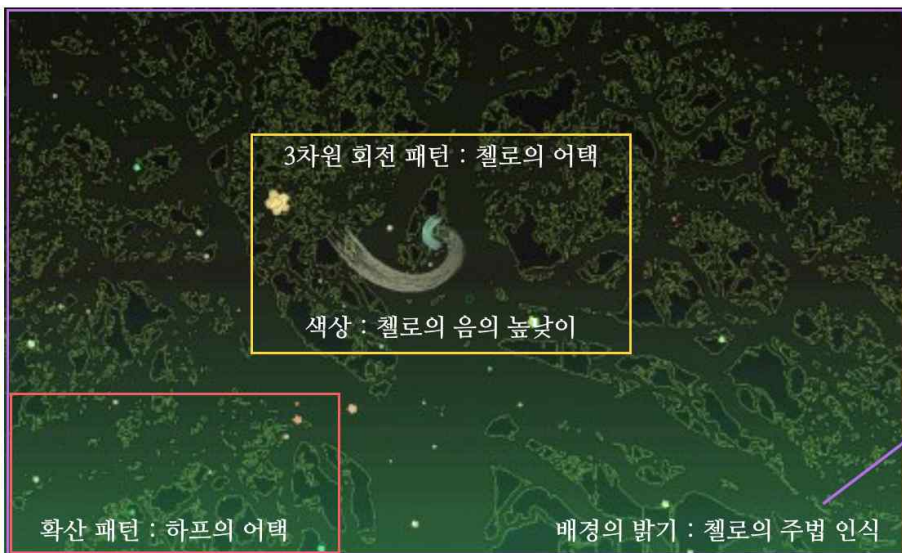 3차원 회전 패턴 : 첼로의 어택
색상 : 첼로의 음의 높낮이
확산 패턴 : 하프의 어택
배경의 밝기 : 첼로의 주법 인식